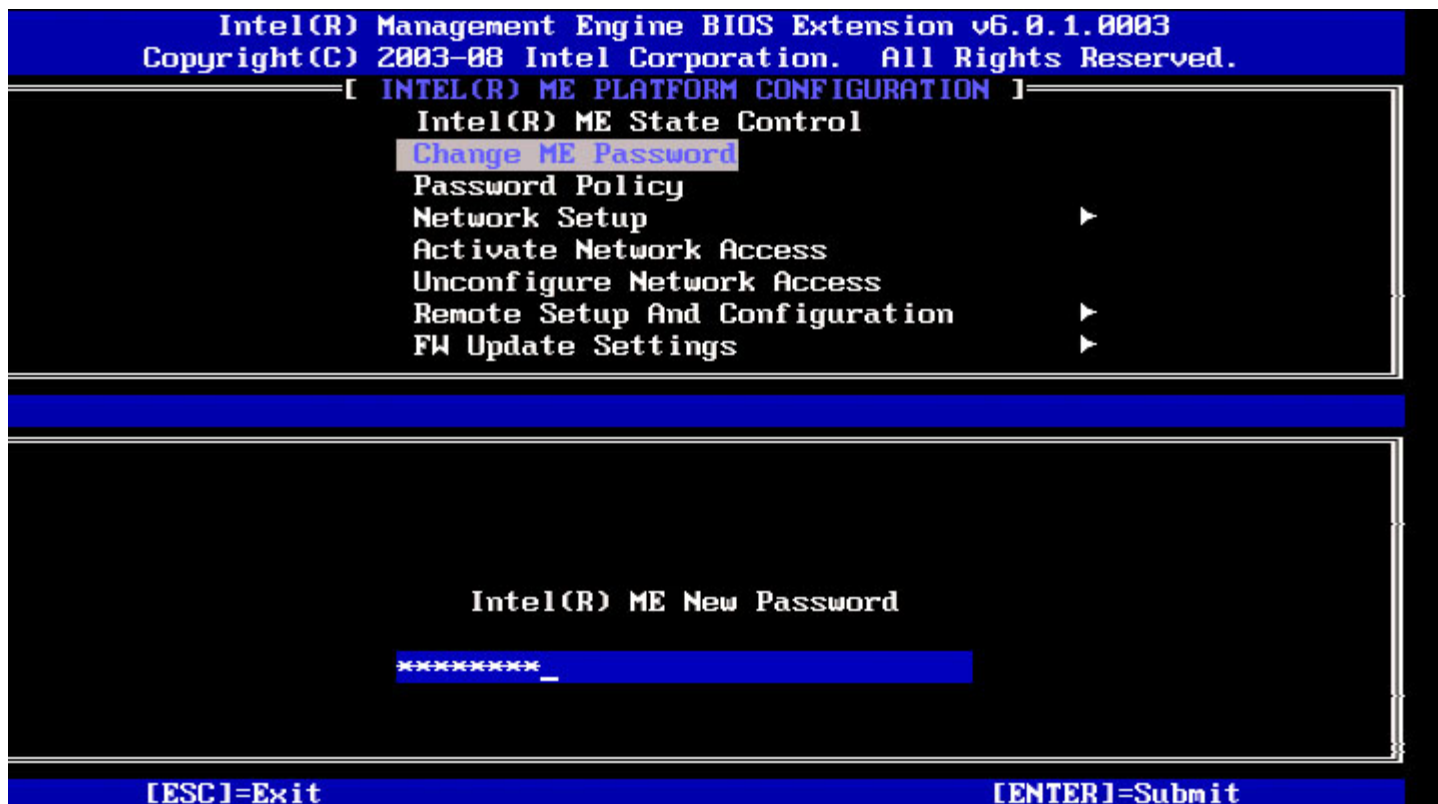 Intel(R) Management Engine BIOS Extension v6.0.1.0003
Copyright(C) 2003-08 Intel Corporation. All Rights Reserved.
[ INTEL(R) ME PLATFORM CONFIGURATION ]
Intel(R) ME State Control
Change ME Password
Password Policy
Network Setup ►
Activate Network Access
Unconfigure Network Access
Remote Setup And Configuration ►
FW Update Settings ►
Intel(R) ME New Password
********_
[ESC]=Exit [ENTER]=Submit